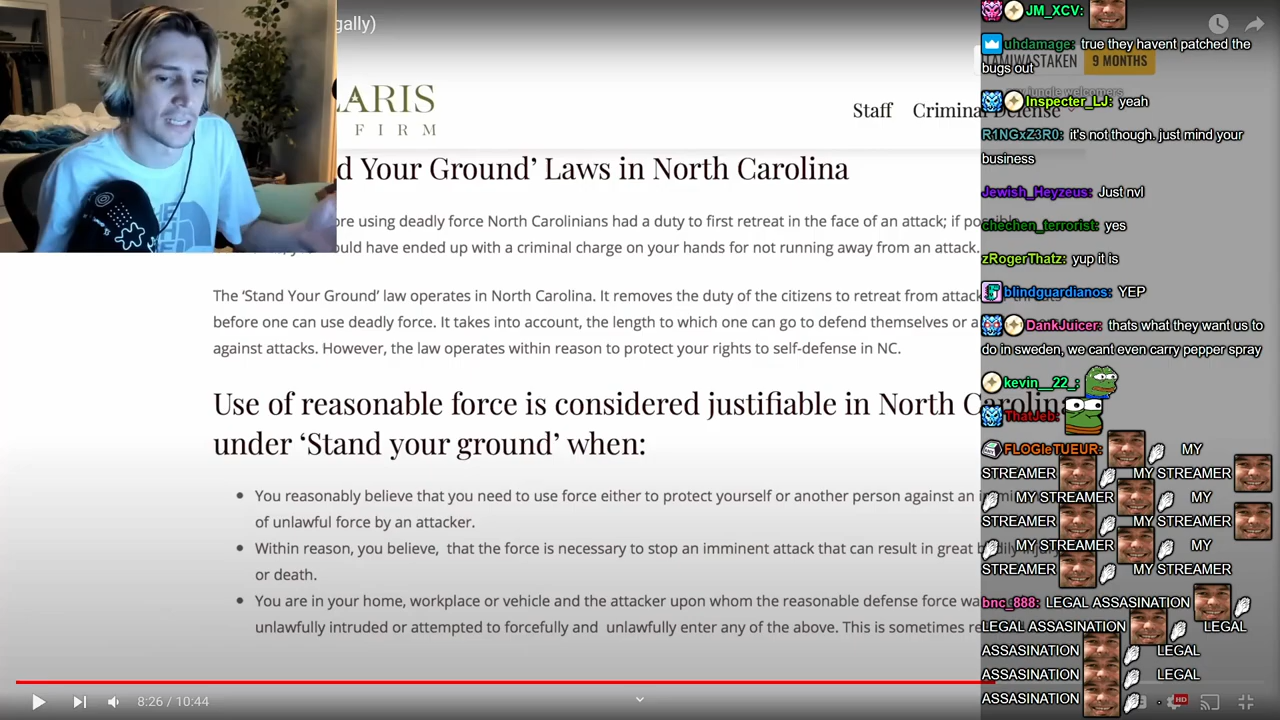 gally)
LARIS
FIRM
Staff
Criminal Defense
9 MONTHS
d Your Ground’ Laws in North Carolina
ore using deadly force North Carolinians had a duty to first retreat in the face of an attack; if possible
ould have ended up with a criminal charge on your hands for not running away from an attack.
The ‘Stand Your Ground’ law operates in North Carolina. It removes the duty of the citizens to retreat from attack
before one can use deadly force. It takes into account, the length to which one can go to defend themselves or a
against attacks. However, the law operates within reason to protect your rights to self-defense in NC.
Use of reasonable force is considered justifiable in North Carolina
under ‘Stand your ground’ when:
You reasonably believe that you need to use force either to protect yourself or another person against an
of unlawful force by an attacker.
Within reason, you believe, that the force is necessary to stop an imminent attack that can result in great bodily injury
or death.
You are in your home, workplace or vehicle and the attacker upon whom the reasonable defense force wa
unlawfully intruded or attempted to forcefully and unlawfully enter any of the above. This is sometimes re
8:26 / 10:44
HD
JM_XCV:
uhdamage: true they havent patched the
bugs out
Inspecter_LJ: yeah
R1NGxZ3R0: it's not though. just mind your
business
Jewish_Heyzeus: Just nvl
chechen_terrorist: yes
zRogerThatz: yup it is
blindguardianos: YEP
DankJuicer: thats what they want us to
do in sweden, we cant even carry pepper spray
kevin__22_:
ThatJeb:
FLOGIeTUEUR: MY
STREAMER MY STREAMER
MY STREAMER MY
STREAMER MY STREAMER
MY STREAMER MY
STREAMER MY STREAMER
bnc_888: LEGAL ASSASINATION
LEGAL ASSASINATION LEGAL
ASSASINATION LEGAL
ASSASINATION LEGAL
ASSASINATION